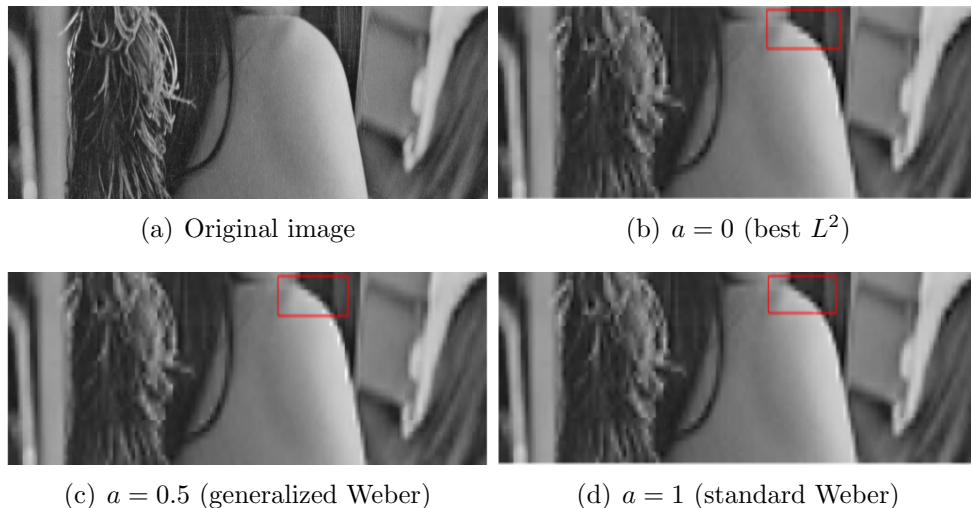 (a) Original image
(b) a = 0 (best L²)
(c) a = 0.5 (generalized Weber)
(d) a = 1 (standard Weber)